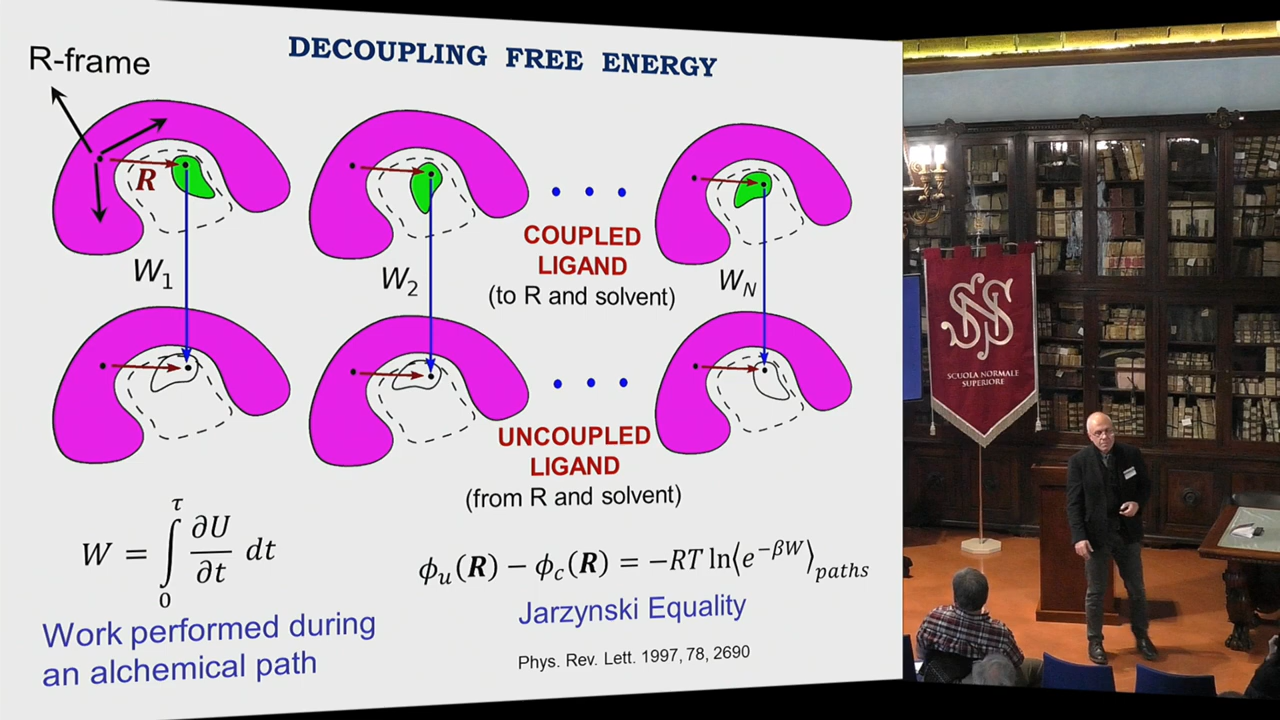 DECOUPLING FREE ENERGY
R-frame
R
W₁
W₂
W_N
COUPLED
LIGAND
(to R and solvent)
UNCOUPLED
LIGAND
(from R and solvent)
W = ∫₀^τ ∂U/∂t dt
ϕ_u(R) − ϕ_c(R) = −RT ln⟨e^{−βW}⟩_{paths}
Work performed during
an alchemical path
Jarzynski Equality
Phys. Rev. Lett. 1997, 78, 2690
SNS
SCUOLA NORMALE
SUPERIORE